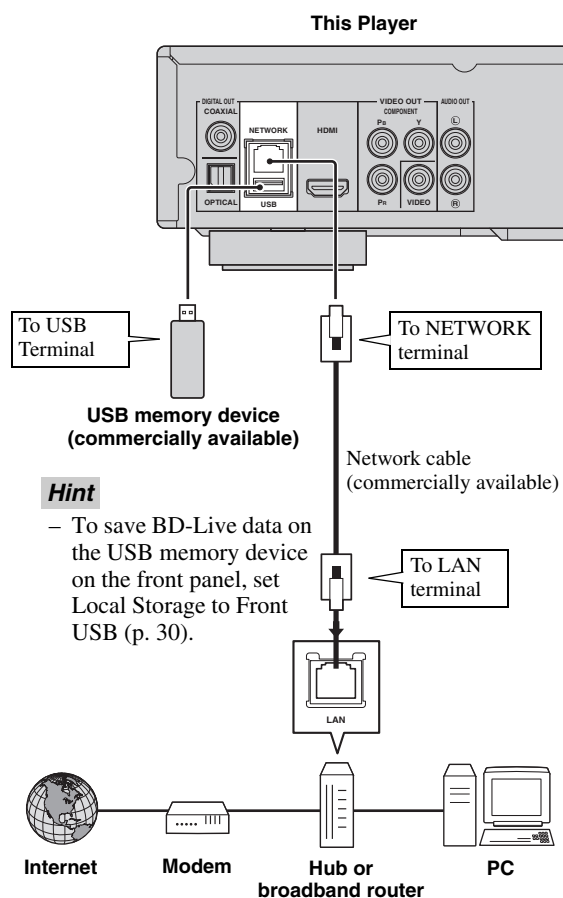 This Player
DIGITAL OUT
COAXIAL
OPTICAL
NETWORK
USB
HDMI
VIDEO OUT
COMPONENT
PB
Y
PR
VIDEO
AUDIO OUT
L
R
To USB
Terminal
To NETWORK
terminal
USB memory device
(commercially available)
Network cable
(commercially available)
Hint
– To save BD-Live data on
the USB memory device
on the front panel, set
Local Storage to Front
USB (p. 30).
To LAN
terminal
LAN
Internet
Modem
Hub or
broadband router
PC